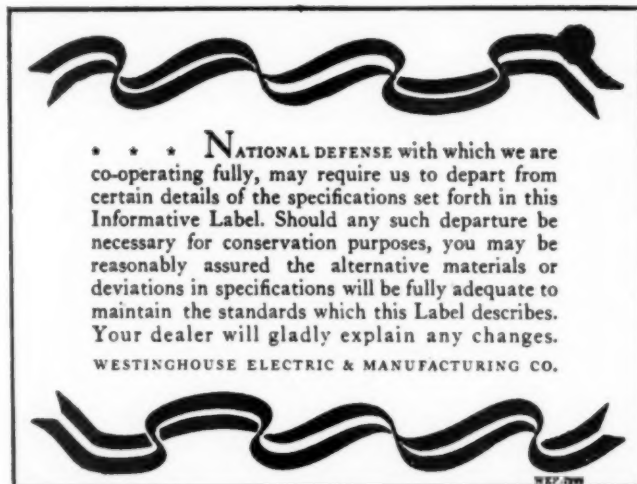 * * * NATIONAL DEFENSE with which we are
co-operating fully, may require us to depart from
certain details of the specifications set forth in this
Informative Label. Should any such departure be
necessary for conservation purposes, you may be
reasonably assured the alternative materials or
deviations in specifications will be fully adequate to
maintain the standards which this Label describes.
Your dealer will gladly explain any changes.
WESTINGHOUSE ELECTRIC & MANUFACTURING CO.